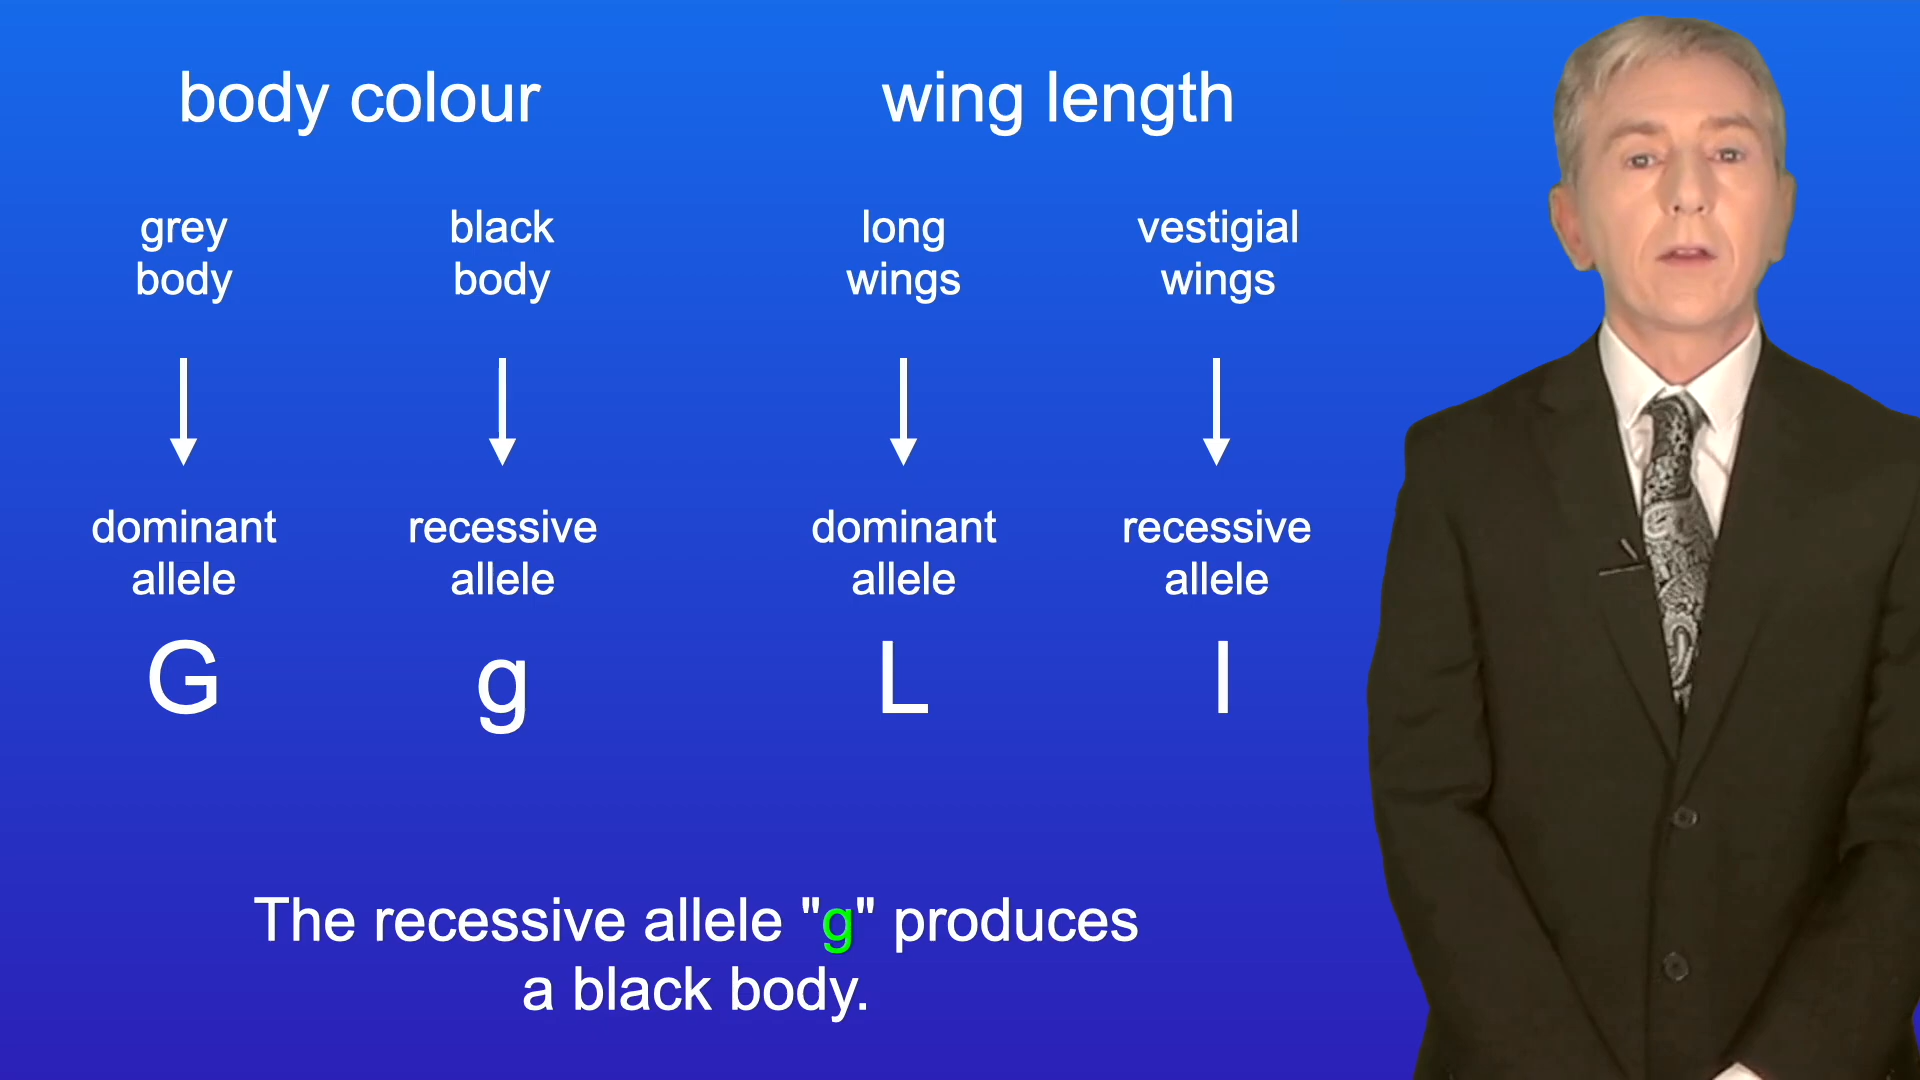 body colour
wing length
grey
body
black
body
long
wings
vestigial
wings
dominant
allele
recessive
allele
dominant
allele
recessive
allele
G
g
L
l
The recessive allele "g" produces
a black body.